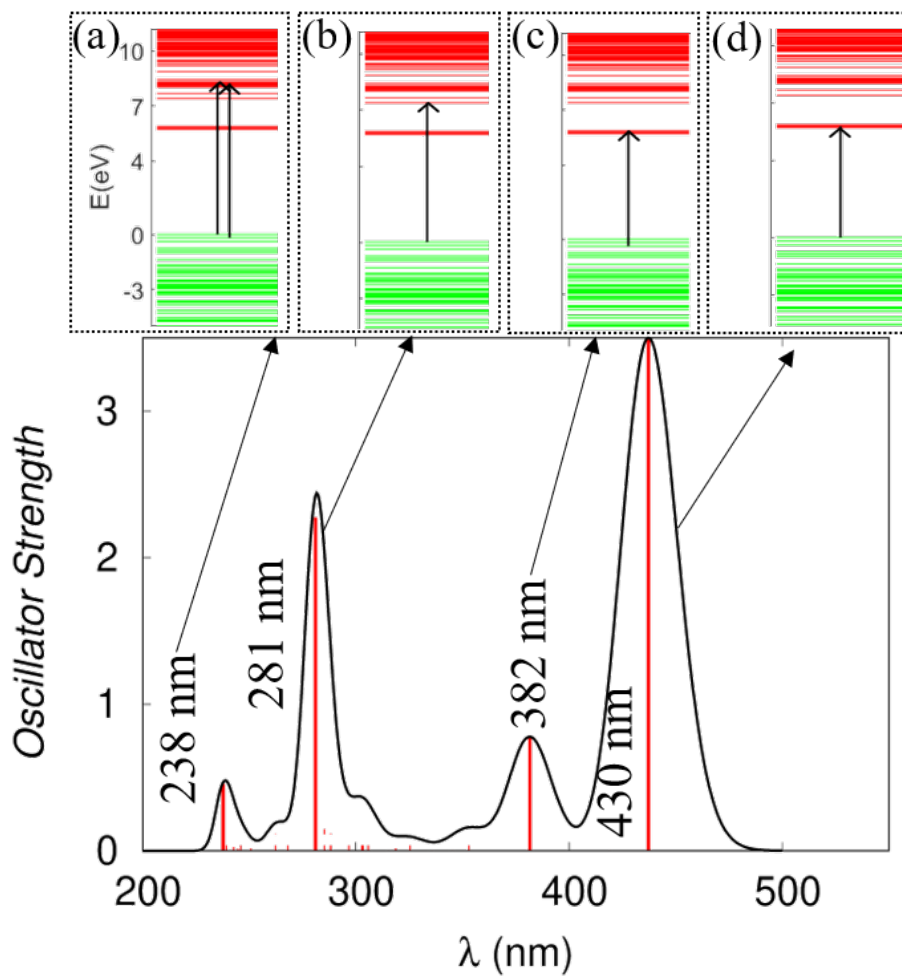 (a)
(b)
(c)
(d)
10
7
4
0
-3
E(eV)
3
2
1
0
Oscillator Strength
238 nm
281 nm
382 nm
430 nm
200
300
400
500
λ (nm)